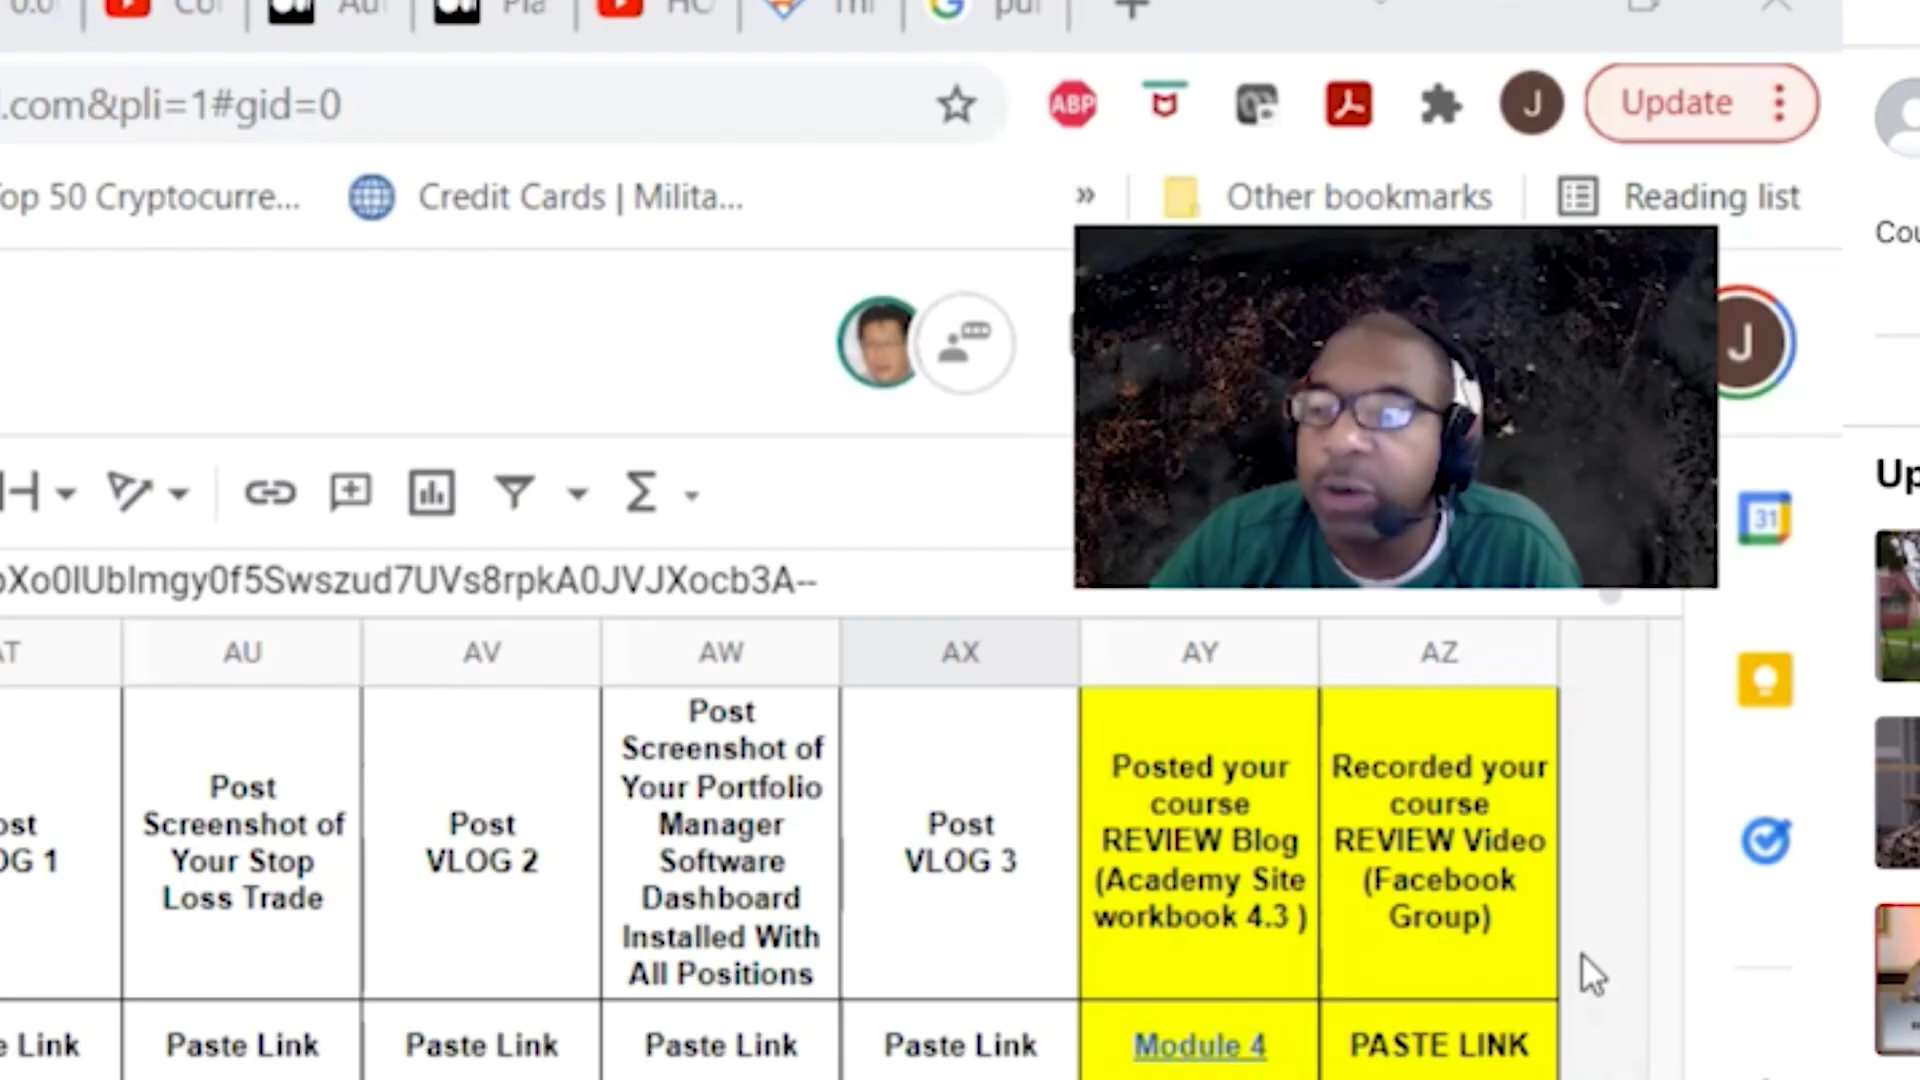 .com&pli=1#gid=0
ABP
J
Update
op 50 Cryptocurre...
Credit Cards | Milita...
»
Other bookmarks
Reading list
J
31
Xo0IUbImgy0f5Swszud7UVs8rpkA0JVJXocb3A--
AU
AV
AW
AX
AY
AZ
Post
Screenshot of
Your Stop
Loss Trade
Post
VLOG 2
Post
Screenshot of
Your Portfolio
Manager
Software
Dashboard
Installed With
All Positions
Post
VLOG 3
Posted your
course
REVIEW Blog
(Academy Site
workbook 4.3 )
Recorded your
course
REVIEW Video
(Facebook
Group)
Link
Paste Link
Paste Link
Paste Link
Paste Link
Module 4
PASTE LINK
Cou
Up